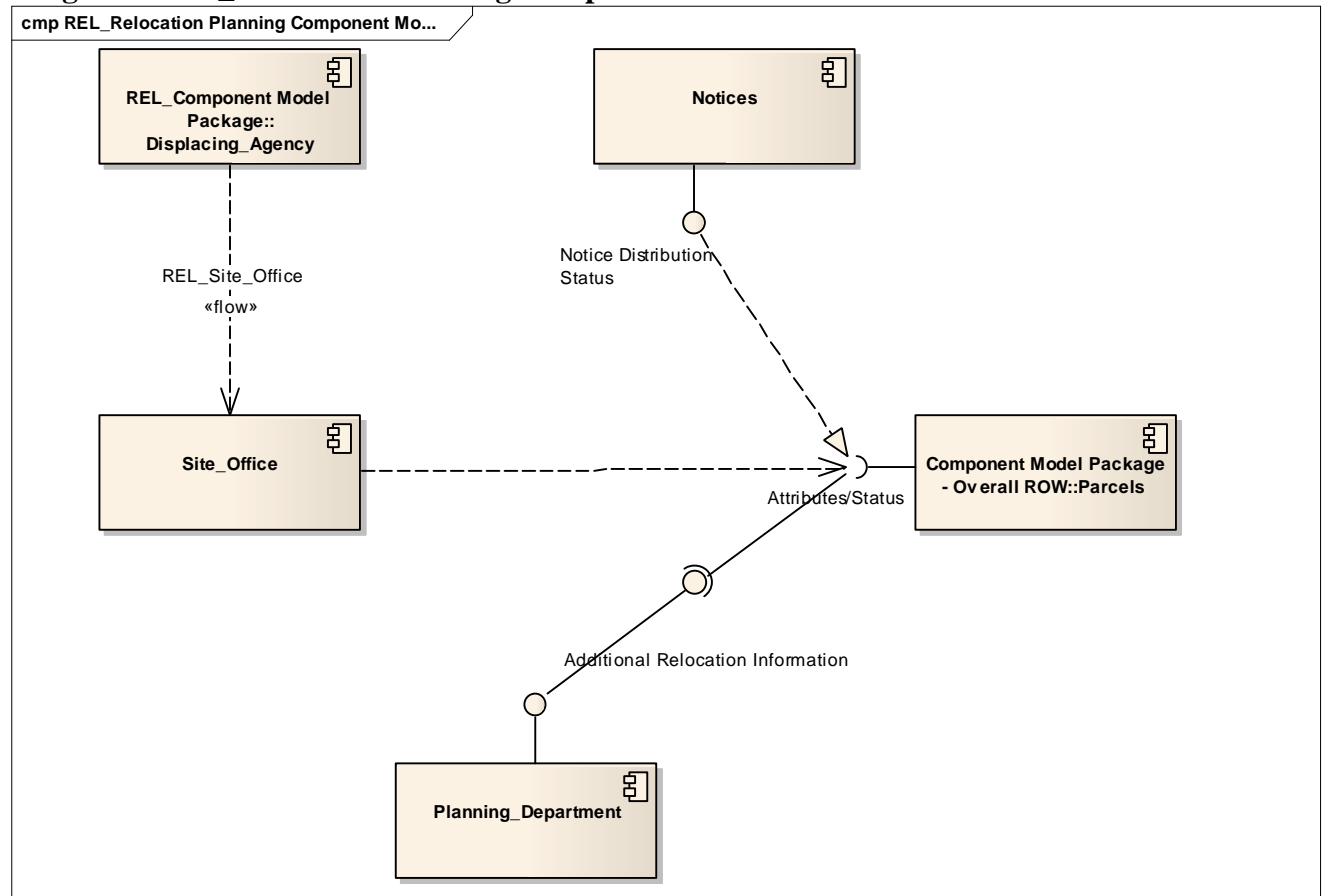 cmp REL_Relocation Planning Component Mo...
REL_Component Model
Package::
Displacing_Agency
Notices
Notice Distribution
Status
REL_Site_Office
«flow»
Site_Office
Component Model Package
- Overall ROW::Parcels
Attributes/Status
Additional Relocation Information
Planning_Department